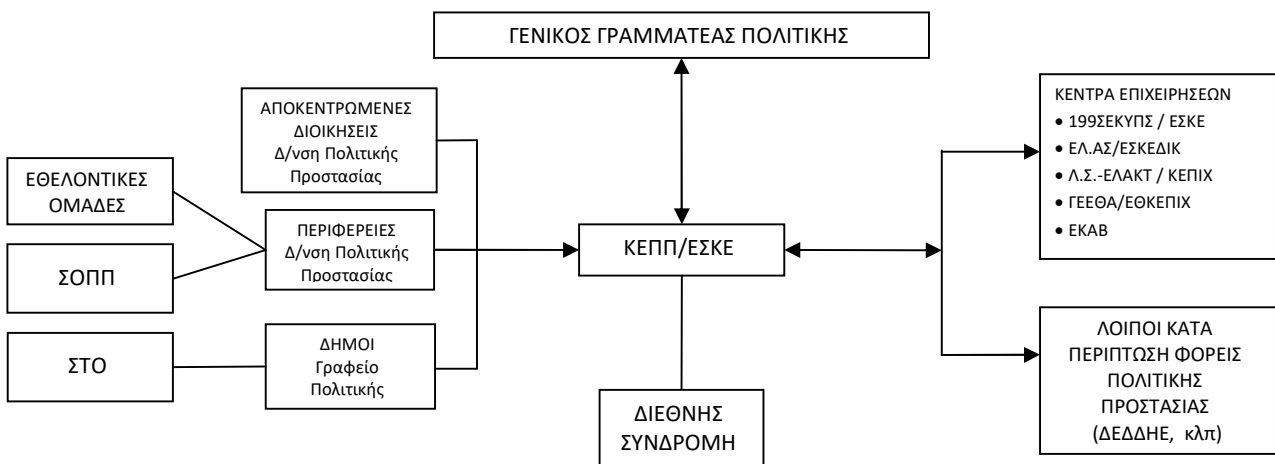 ΓΕΝΙΚΟΣ ΓΡΑΜΜΑΤΕΑΣ ΠΟΛΙΤΙΚΗΣ
ΑΠΟΚΕΝΤΡΩΜΕΝΕΣ
ΔΙΟΙΚΗΣΕΙΣ
Δ/νση Πολιτικής
Προστασίας
ΕΘΕΛΟΝΤΙΚΕΣ
ΟΜΑΔΕΣ
ΣΟΠΠ
ΣΤΟ
ΠΕΡΙΦΕΡΕΙΕΣ
Δ/νση Πολιτικής
Προστασίας
ΔΗΜΟΙ
Γραφείο
Πολιτικής
ΚΕΠΠ/ΕΣΚΕ
ΔΙΕΘΝΗΣ
ΣΥΝΔΡΟΜΗ
ΚΕΝΤΡΑ ΕΠΙΧΕΙΡΗΣΕΩΝ
• 199ΣΕΚΥΠΣ / ΕΣΚΕ
• ΕΛ.ΑΣ/ΕΣΚΕΔΙΚ
• Λ.Σ.-ΕΛΑΚΤ / ΚΕΠΙΧ
• ΓΕΕΘΑ/ΕΘΚΕΠΙΧ
• ΕΚΑΒ
ΛΟΙΠΟΙ ΚΑΤΑ
ΠΕΡΙΠΤΩΣΗ ΦΟΡΕΙΣ
ΠΟΛΙΤΙΚΗΣ
ΠΡΟΣΤΑΣΙΑΣ
(ΔΕΔΔΗΕ, κλπ)